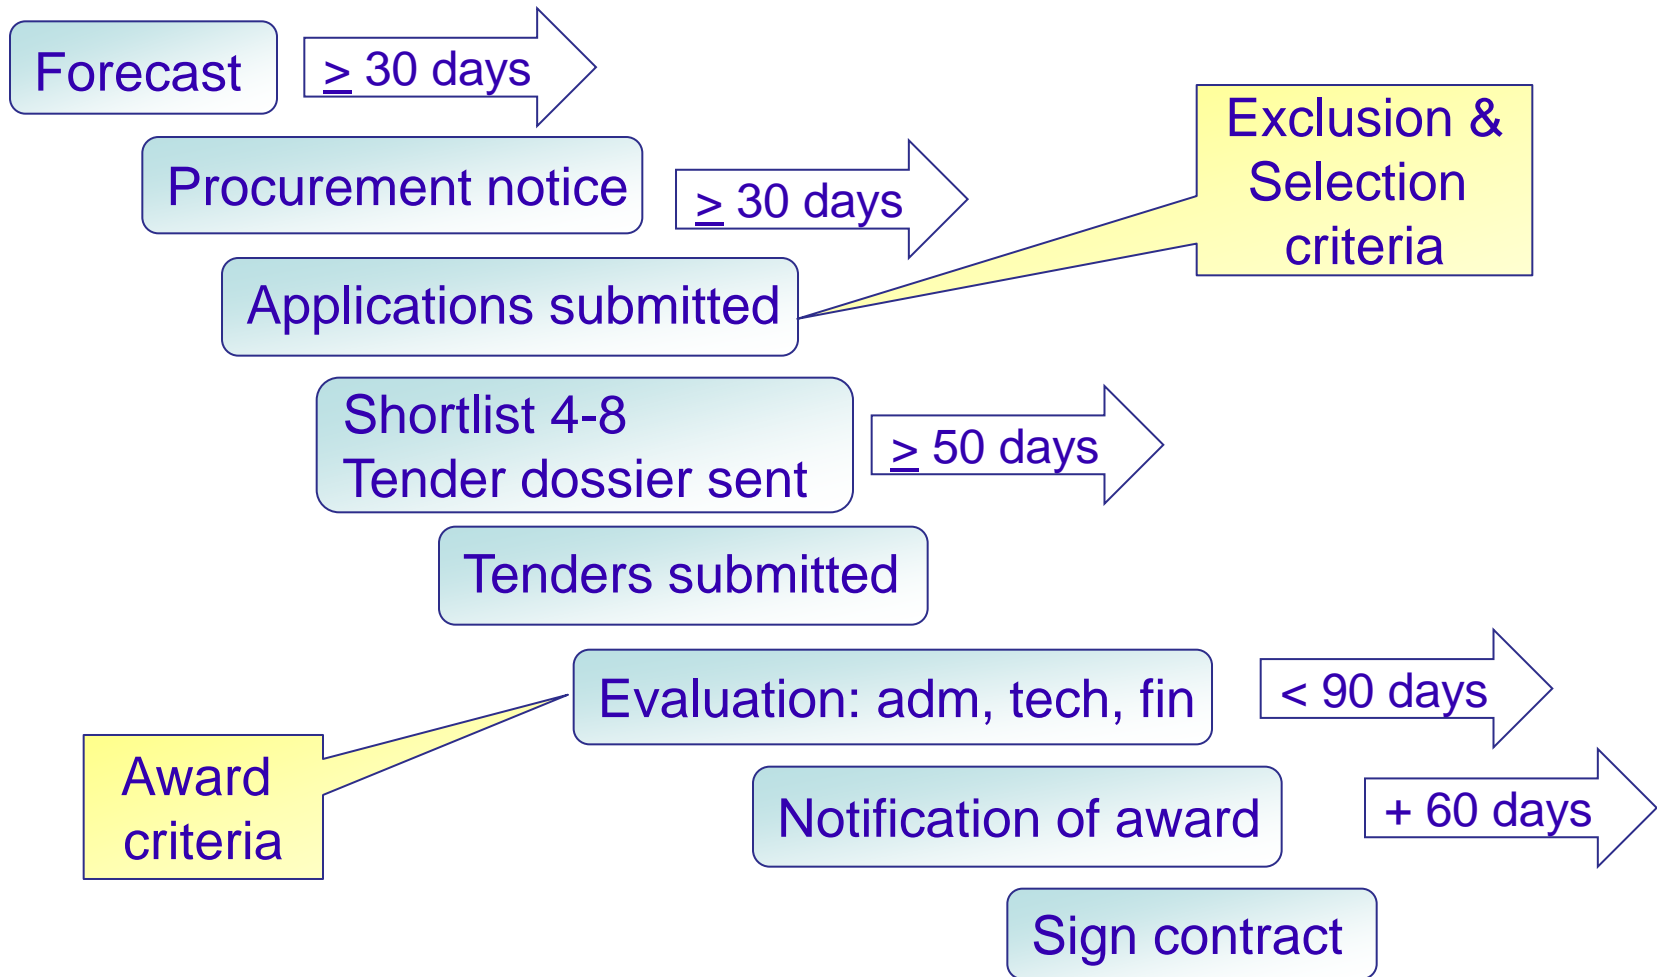 Forecast
≥ 30 days
Procurement notice
≥ 30 days
Exclusion &
Selection
criteria
Applications submitted
Shortlist 4-8
Tender dossier sent
≥ 50 days
Tenders submitted
Evaluation: adm, tech, fin
< 90 days
Award
criteria
Notification of award
+ 60 days
Sign contract